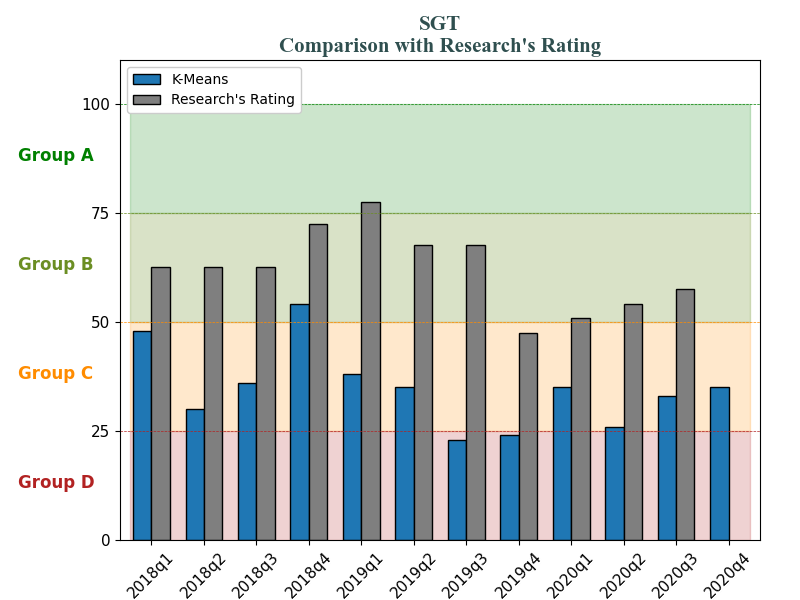 SGT
Comparison with Research's Rating
K-Means
Research's Rating
100
Group A
75
Group B
50
Group C
25
Group D
0
2018q1
2018q2
2018q3
2018q4
2019q1
2019q2
2019q3
2019q4
2020q1
2020q2
2020q3
2020q4